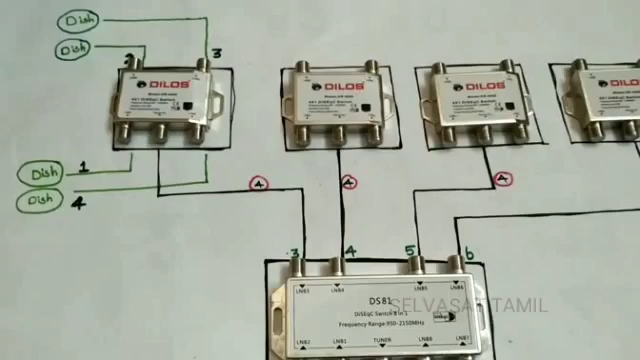 Dish
Dish
2
3
DILOS
4X1 DiSEqC Switch
DILOS
4X1 DiSEqC Switch
DILOS
4X1 DiSEqC Switch
DILOS
Dish
1
Dish
4
A
A
A
3
4
5
6
LNB3
LNB4
LNB5
LNB6
DS81
DiSEqC Switch 8 in 1
Frequency Range:950-2150MHz
LNB2
LNB1
TUNER
LNB8
LNB7
SELVASAT TAMIL